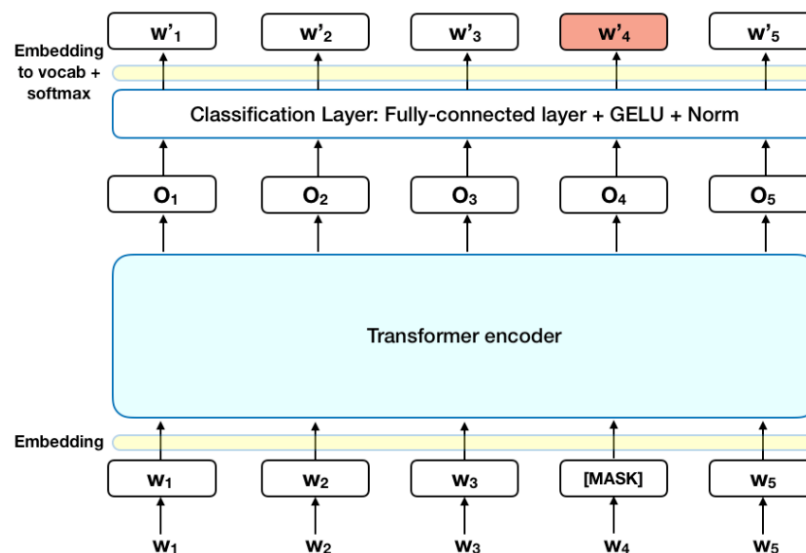 w'₁ w'₂ w'₃ w'₄ w'₅
Embedding
to vocab +
softmax
Classification Layer: Fully-connected layer + GELU + Norm
O₁ O₂ O₃ O₄ O₅
Transformer encoder
Embedding
w₁ w₂ w₃ [MASK] w₅
w₁ w₂ w₃ w₄ w₅